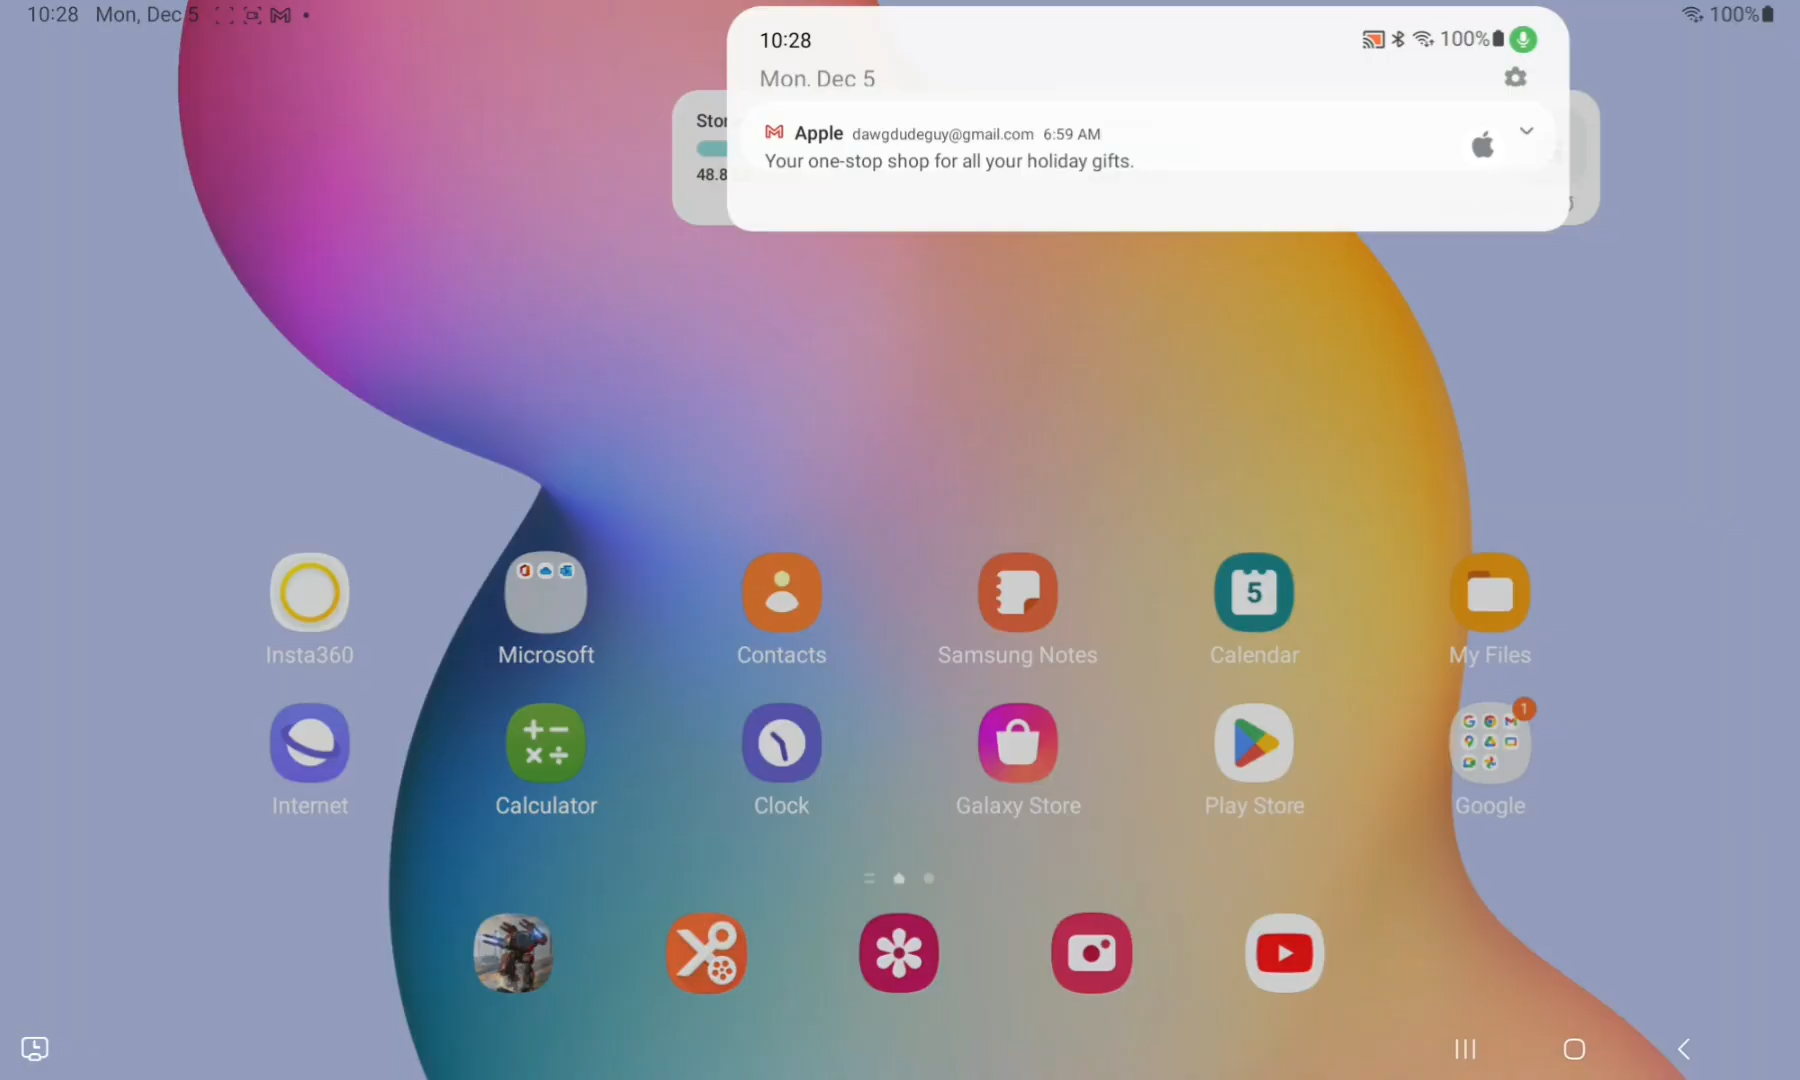 10:28 Mon, Dec 5
100%
10:28
100%
Mon. Dec 5
Apple dawgdudeguy@gmail.com 6:59 AM
Your one-stop shop for all your holiday gifts.
48.8
Insta360
Microsoft
Contacts
Samsung Notes
5
Calendar
My Files
Internet
Calculator
Clock
Galaxy Store
Play Store
1
Google